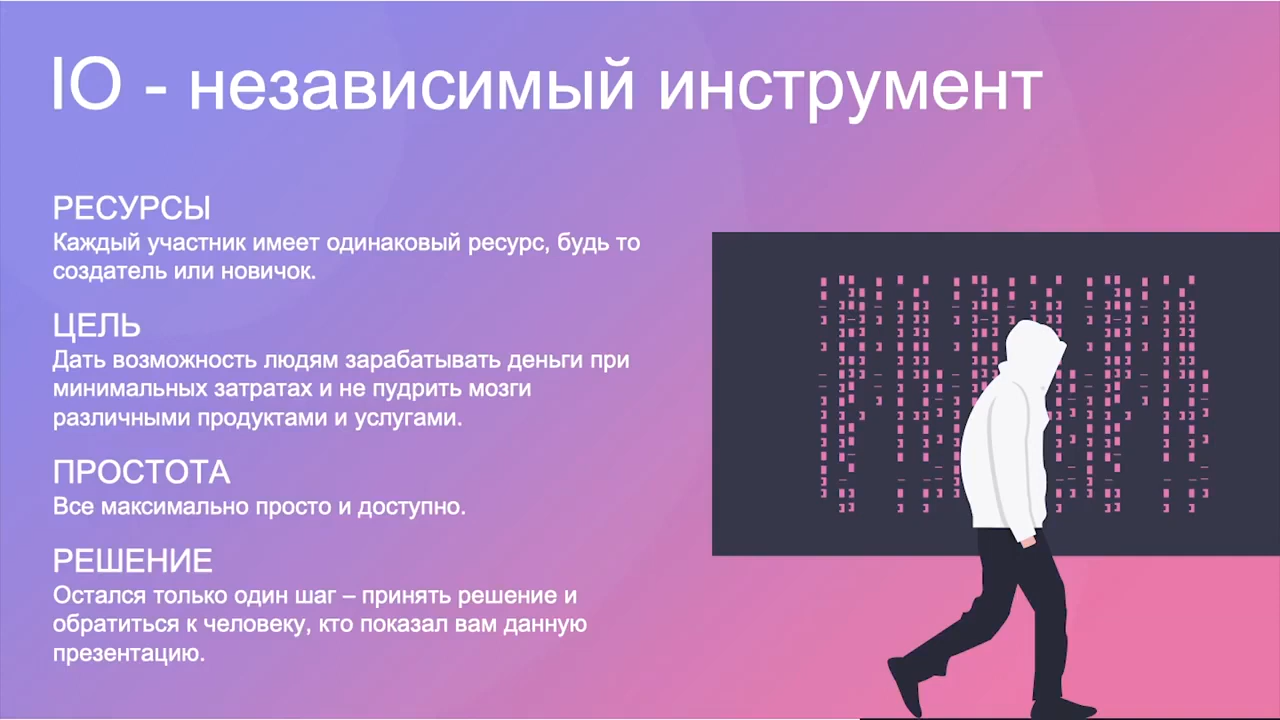 IO - независимый инструмент
РЕСУРСЫ
Каждый участник имеет одинаковый ресурс, будь то
создатель или новичок.
ЦЕЛЬ
Дать возможность людям зарабатывать деньги при
минимальных затратах и не пудрить мозги
различными продуктами и услугами.
ПРОСТОТА
Все максимально просто и доступно.
РЕШЕНИЕ
Остался только один шаг – принять решение и
обратиться к человеку, кто показал вам данную
презентацию.